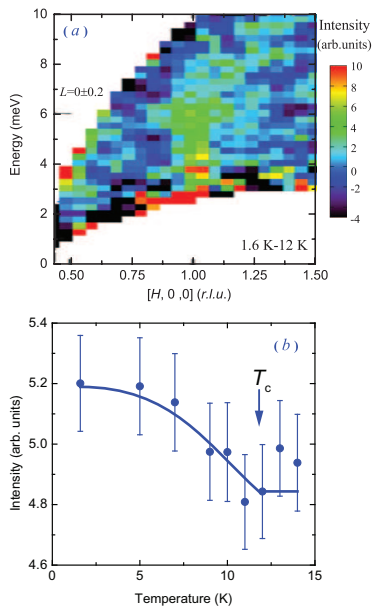 (a)
Intensity
(arb.units)
L=0±0.2
1.6 K-12 K
Energy (meV)
10
8
6
4
2
0
0.50 0.75 1.00 1.25 1.50
[H, 0 ,0] (r.l.u.)
10
8
6
4
2
0
-2
-4
(b)
Tc
Intensity (arb. units)
5.4
5.2
5.0
4.8
4.6
0 5 10 15
Temperature (K)